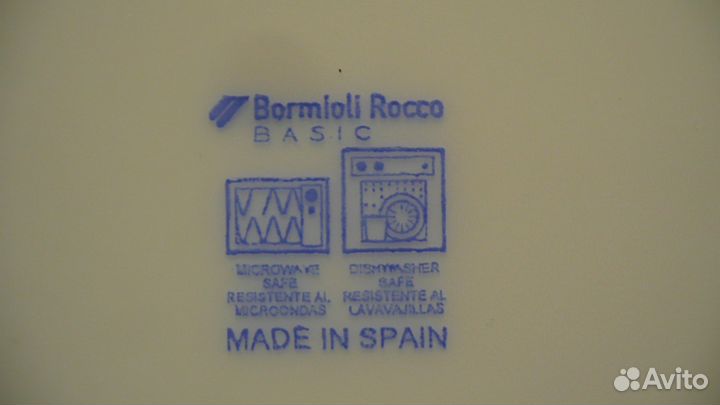 Bormioli Rocco
BASIC
MICROWAVE
SAFE
RESISTENTE AL
MICROONDAS
DISHWASHER
SAFE
RESISTENTE AL
LAVAVAJILLAS
MADE IN SPAIN
Avito